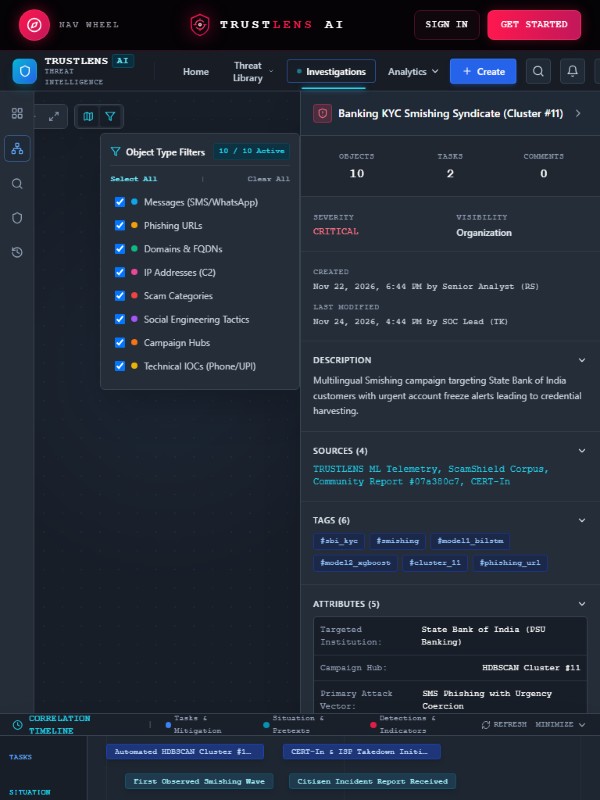 NAV WHEEL
TRUSTLENS AI
SIGN IN
GET STARTED
TRUSTLENS AI
THREAT
INTELLIGENCE
Home
Threat
Library
Investigations
Analytics
+ Create
Banking KYC Smishing Syndicate (Cluster #11)
Object Type Filters
10 / 10 Active
Select All
|
Clear All
Messages (SMS/WhatsApp)
Phishing URLs
Domains & FQDNs
IP Addresses (C2)
Scam Categories
Social Engineering Tactics
Campaign Hubs
Technical IOCs (Phone/UPI)
OBJECTS
TASKS
COMMENTS
10
2
0
SEVERITY
VISIBILITY
CRITICAL
Organization
CREATED
Nov 22, 2026, 6:44 PM by Senior Analyst (RS)
LAST MODIFIED
Nov 24, 2026, 4:44 PM by SOC Lead (TK)
DESCRIPTION
Multilingual Smishing campaign targeting State Bank of India
customers with urgent account freeze alerts leading to credential
harvesting.
SOURCES (4)
TRUSTLENS ML Telemetry, ScamShield Corpus,
Community Report #07a380c7, CERT-In
TAGS (6)
#sbi_kyc
#smishing
#model1_bilstm
#model2_xgboost
#cluster_11
#phishing_url
ATTRIBUTES (5)
Targeted
Institution:
State Bank of India (PSU
Banking)
Campaign Hub:
HDBSCAN Cluster #11
Primary Attack
Vector:
SMS Phishing with Urgency
Coercion
CORRELATION
TIMELINE
|
Tasks &
Mitigation
Situation &
Pretexts
Detections &
Indicators
REFRESH
MINIMIZE
TASKS
Automated HDBSCAN Cluster #1…
CERT-In & ISP Takedown Initi…
SITUATION
First Observed Smishing Wave
Citizen Incident Report Received